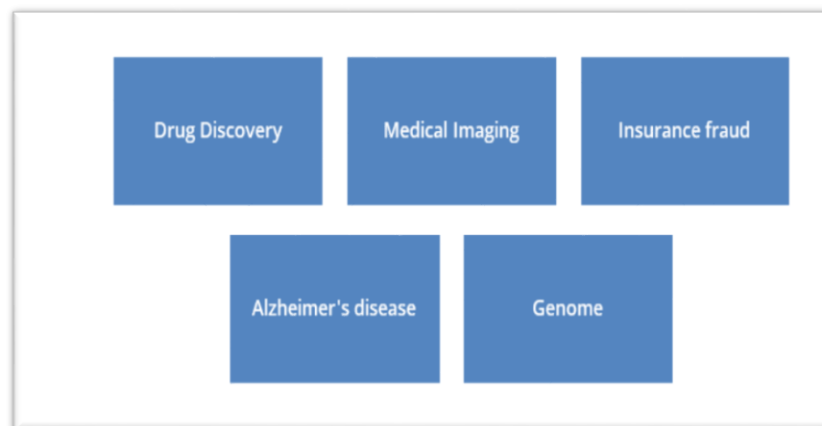 Drug Discovery
Medical Imaging
Insurance fraud
Alzheimer's disease
Genome